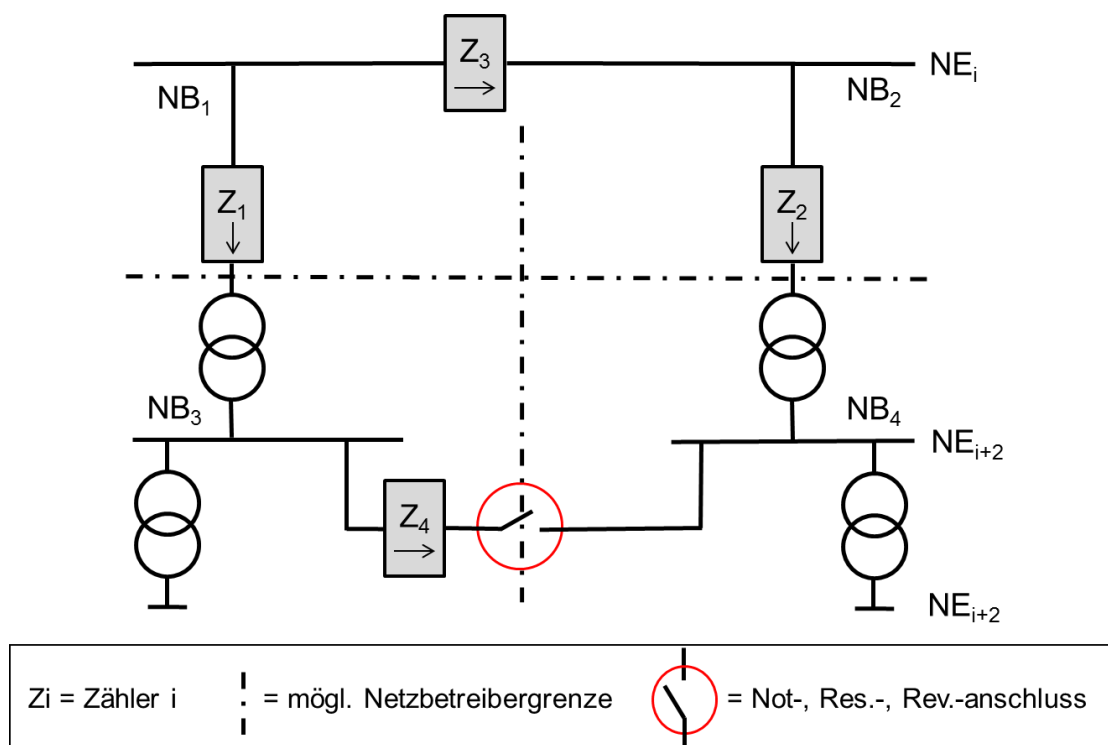 Z₃
NEᵢ
NB₁
NB₂
Z₁
Z₂
NB₃
NB₄
NEᵢ₊₂
Z₄
NEᵢ₊₂
Zi = Zähler i
= mögl. Netzbetreibergrenze
= Not-, Res.-, Rev.-anschluss